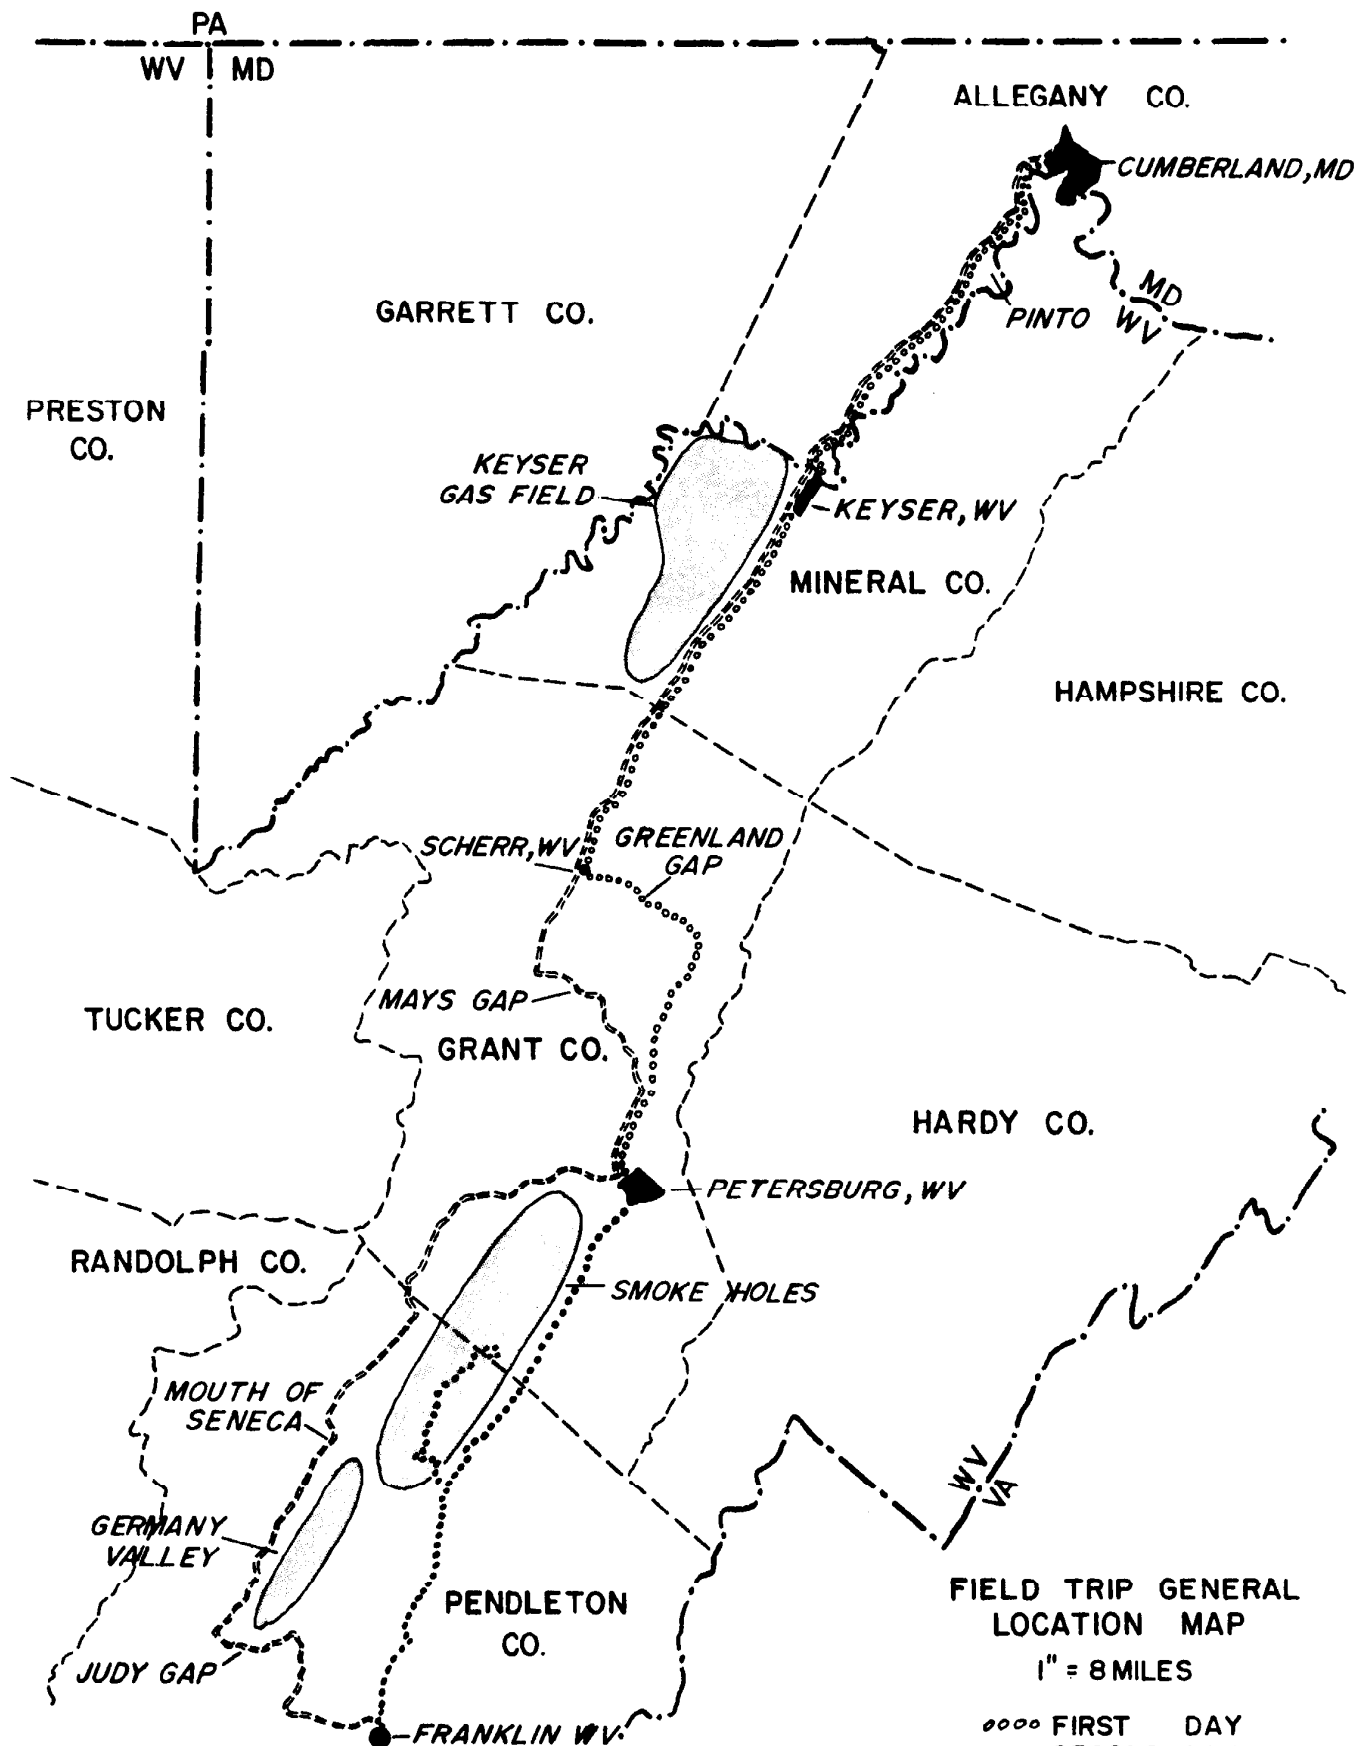 PA
WV MD
ALLEGANY CO.
CUMBERLAND, MD
MD
WV
PINTO
GARRETT CO.
PRESTON
CO.
KEYSER
GAS FIELD
KEYSER, WV
MINERAL CO.
HAMPSHIRE CO.
SCHERR, WV
GREENLAND
GAP
MAYS GAP
TUCKER CO.
GRANT CO.
HARDY CO.
PETERSBURG, WV
RANDOLPH CO.
SMOKE HOLES
MOUTH OF
SENECA
WV
VA
GERMANY
VALLEY
PENDLETON
CO.
JUDY GAP
FRANKLIN WV.
FIELD TRIP GENERAL
LOCATION MAP
1" = 8 MILES
FIRST DAY